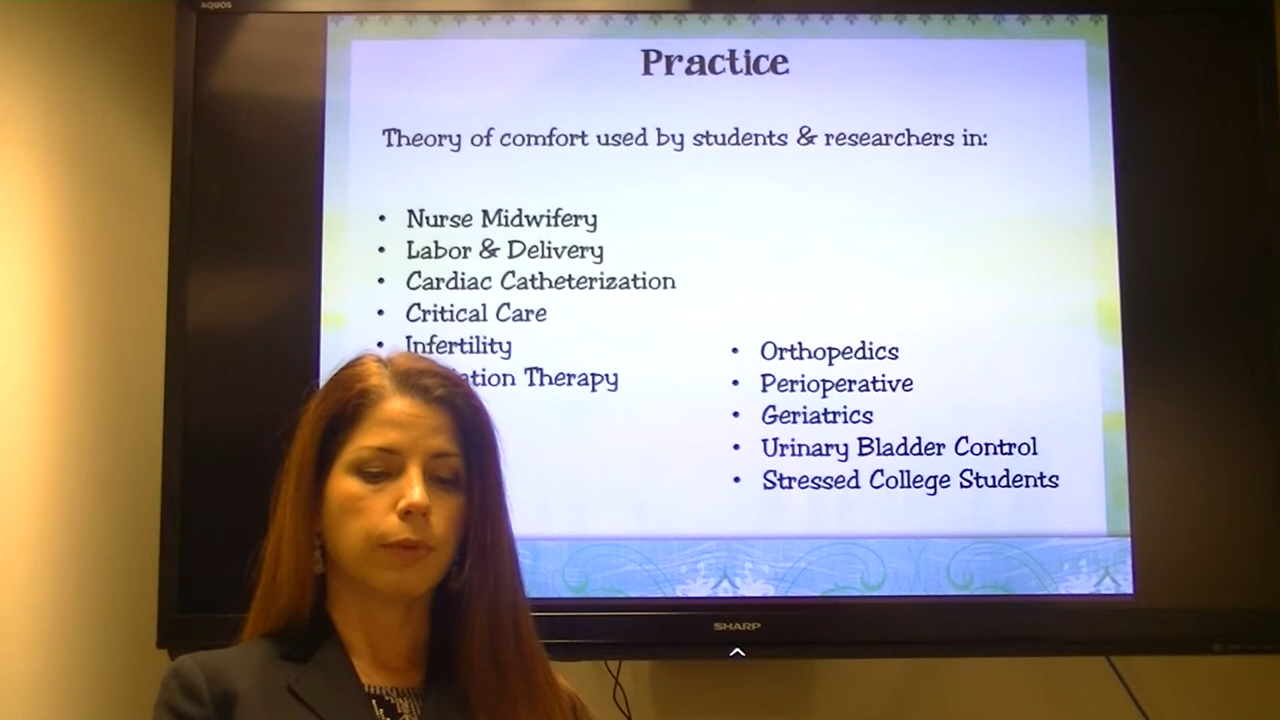 AQUOS
Practice
Theory of comfort used by students & researchers in:
• Nurse Midwifery
• Labor & Delivery
• Cardiac Catheterization
• Critical Care
• Infertility
Therapy
• Orthopedics
• Perioperative
• Geriatrics
• Urinary Bladder Control
• Stressed College Students
SHARP